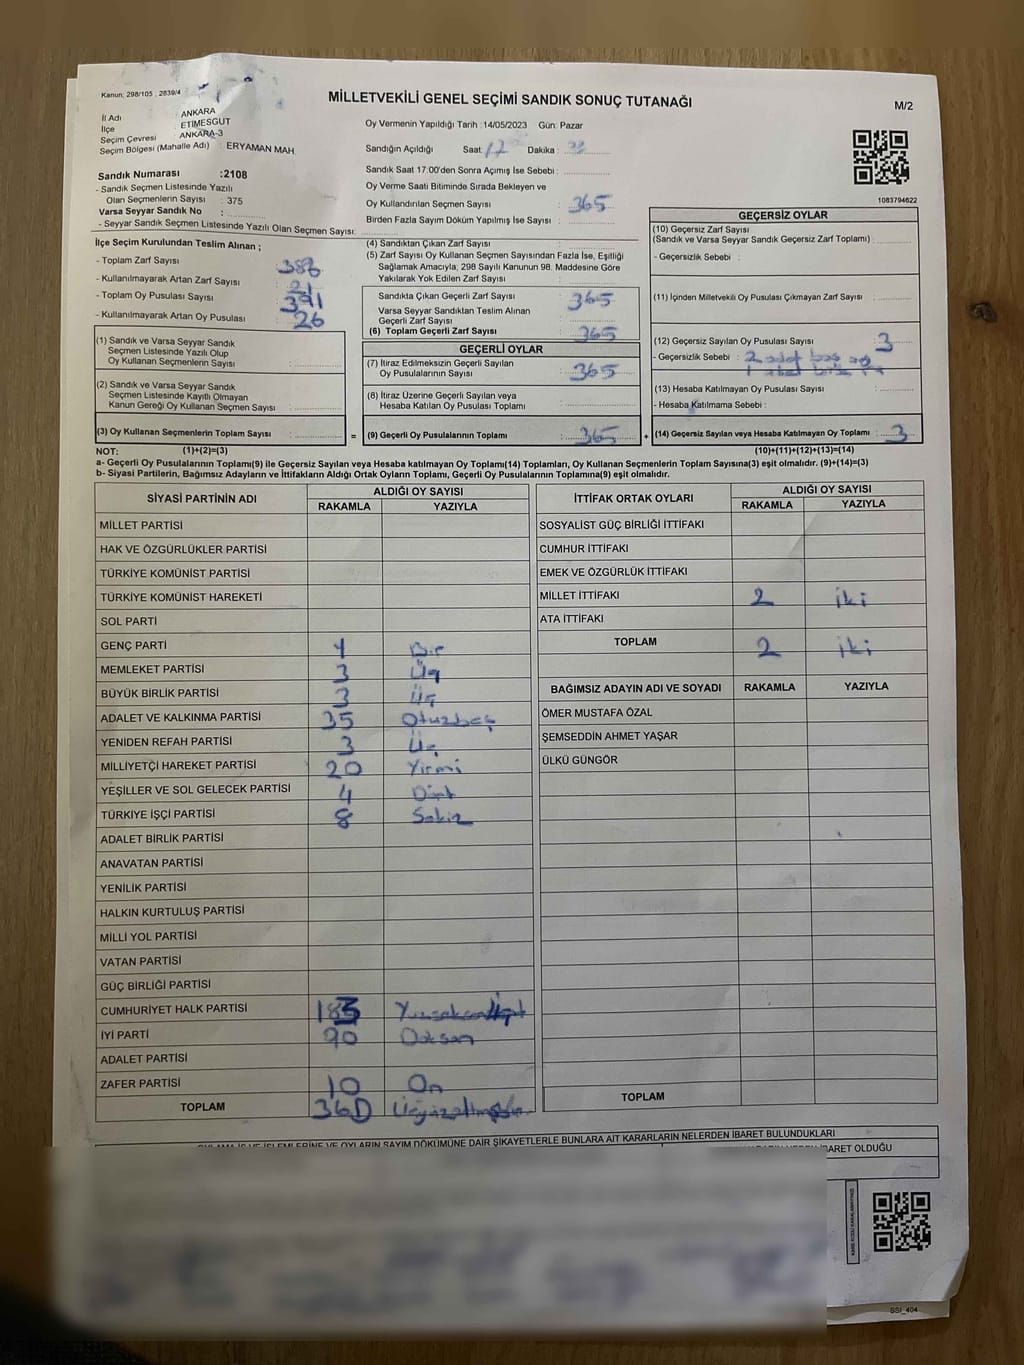 Kanun: 298/105 , 2839/4
MİLLETVEKİLİ GENEL SEÇİMİ SANDIK SONUÇ TUTANAĞI
M/2
İl Adı : ANKARA
İlçe : ETİMESGUT
Seçim Çevresi : ANKARA-3
Seçim Bölgesi (Mahalle Adı) : ERYAMAN MAH.
Sandık Numarası :2108
- Sandık Seçmen Listesinde Yazılı
Olan Seçmenlerin Sayısı : 375
Varsa Seyyar Sandık No :
- Seyyar Sandık Seçmen Listesinde Yazılı Olan Seçmen Sayısı:
Oy Vermenin Yapıldığı Tarih :14/05/2023 Gün: Pazar
Sandığın Açıldığı Saat: 17 Dakika :
Sandık Saat 17:00'den Sonra Açımış İse Sebebi :
Oy Verme Saati Bitiminde Sırada Bekleyen ve
Oy Kullandırılan Seçmen Sayısı : 365
Birden Fazla Sayım Döküm Yapılmış İse Sayısı :
1083794622
İlçe Seçim Kurulundan Teslim Alınan ;
- Toplam Zarf Sayısı : 386
- Kullanılmayarak Artan Zarf Sayısı : 21
- Toplam Oy Pusulası Sayısı : 391
- Kullanılmayarak Artan Oy Pusulası : 26
(1) Sandık ve Varsa Seyyar Sandık
Seçmen Listesinde Yazılı Olup
Oy Kullanan Seçmenlerin Sayısı :
(2) Sandık ve Varsa Seyyar Sandık
Seçmen Listesinde Kayıtlı Olmayan
Kanun Gereği Oy Kullanan Seçmen Sayısı :
(3) Oy Kullanan Seçmenlerin Toplam Sayısı :
(4) Sandıktan Çıkan Zarf Sayısı :
(5) Zarf Sayısı Oy Kullanan Seçmen Sayısından Fazla İse, Eşitliği
Sağlamak Amacıyla; 298 Sayılı Kanunun 98. Maddesine Göre
Yakılarak Yok Edilen Zarf Sayısı :
Sandıkta Çıkan Geçerli Zarf Sayısı : 365
Varsa Seyyar Sandıktan Teslim Alınan
Geçerli Zarf Sayısı :
(6) Toplam Geçerli Zarf Sayısı : 365
GEÇERLİ OYLAR
(7) İtiraz Edilmeksizin Geçerli Sayılan
Oy Pusulalarının Sayısı : 365
(8) İtiraz Üzerine Geçerli Sayılan veya
Hesaba Katılan Oy Pusulası Toplamı :
= (9) Geçerli Oy Pusulalarının Toplamı : 365
GEÇERSİZ OYLAR
(10) Geçersiz Zarf Sayısı
(Sandık ve Varsa Seyyar Sandık Geçersiz Zarf Toplamı) :
- Geçersizlik Sebebi :
(11) İçinden Milletvekili Oy Pusulası Çıkmayan Zarf Sayısı :
(12) Geçersiz Sayılan Oy Pusulası Sayısı : 3
- Geçersizlik Sebebi : 2 adet boş
1 adet
(13) Hesaba Katılmayan Oy Pusulası Sayısı :
- Hesaba Katılmama Sebebi :
+ (14) Geçersiz Sayılan veya Hesaba Katılmayan Oy Toplamı : 3
NOT: (1)+(2)=(3)
(10)+(11)+(12)+(13)=(14)
a- Geçerli Oy Pusulalarının Toplamı(9) ile Geçersiz Sayılan veya Hesaba katılmayan Oy Toplamı(14) Toplamları, Oy Kullanan Seçmenlerin Toplam Sayısına(3) eşit olmalıdır. (9)+(14)=(3)
b- Siyasi Partilerin, Bağımsız Adayların ve İttifakların Aldığı Ortak Oyların Toplamı, Geçerli Oy Pusulalarının Toplamına(9) eşit olmalıdır.
SİYASİ PARTİNİN ADI
ALDIĞI OY SAYISI
RAKAMLA YAZIYLA
MİLLET PARTİSİ
HAK VE ÖZGÜRLÜKLER PARTİSİ
TÜRKİYE KOMÜNİST PARTİSİ
TÜRKİYE KOMÜNİST HAREKETİ
SOL PARTİ
GENÇ PARTİ 1 Bir
MEMLEKET PARTİSİ 3 Üç
BÜYÜK BİRLİK PARTİSİ 3 Üç
ADALET VE KALKINMA PARTİSİ 35 Otuzbeş
YENİDEN REFAH PARTİSİ 3 Üç
MİLLİYETÇİ HAREKET PARTİSİ 20 Yirmi
YEŞİLLER VE SOL GELECEK PARTİSİ 4 Dört
TÜRKİYE İŞÇİ PARTİSİ 8 Sekiz
ADALET BİRLİK PARTİSİ
ANAVATAN PARTİSİ
YENİLİK PARTİSİ
HALKIN KURTULUŞ PARTİSİ
MİLLİ YOL PARTİSİ
VATAN PARTİSİ
GÜÇ BİRLİĞİ PARTİSİ
CUMHURİYET HALK PARTİSİ 183
İYİ PARTİ 90 Doksan
ADALET PARTİSİ
ZAFER PARTİSİ 10 On
TOPLAM 360 Üçyüzaltmış
İTTİFAK ORTAK OYLARI
ALDIĞI OY SAYISI
RAKAMLA YAZIYLA
SOSYALİST GÜÇ BİRLİĞİ İTTİFAKI
CUMHUR İTTİFAKI
EMEK VE ÖZGÜRLÜK İTTİFAKI
MİLLET İTTİFAKI 2 iki
ATA İTTİFAKI
TOPLAM 2 iki
BAĞIMSIZ ADAYIN ADI VE SOYADI RAKAMLA YAZIYLA
ÖMER MUSTAFA ÖZAL
ŞEMSEDDİN AHMET YAŞAR
ÜLKÜ GÜNGÖR
TOPLAM
İŞLEMLERİNE VE OYLARIN SAYIM DÖKÜMÜNE DAİR ŞİKAYETLERLE BUNLARA AİT KARARLARIN NELERDEN İBARET BULUNDUKLARI
İBARET OLDUĞU
SSI_404